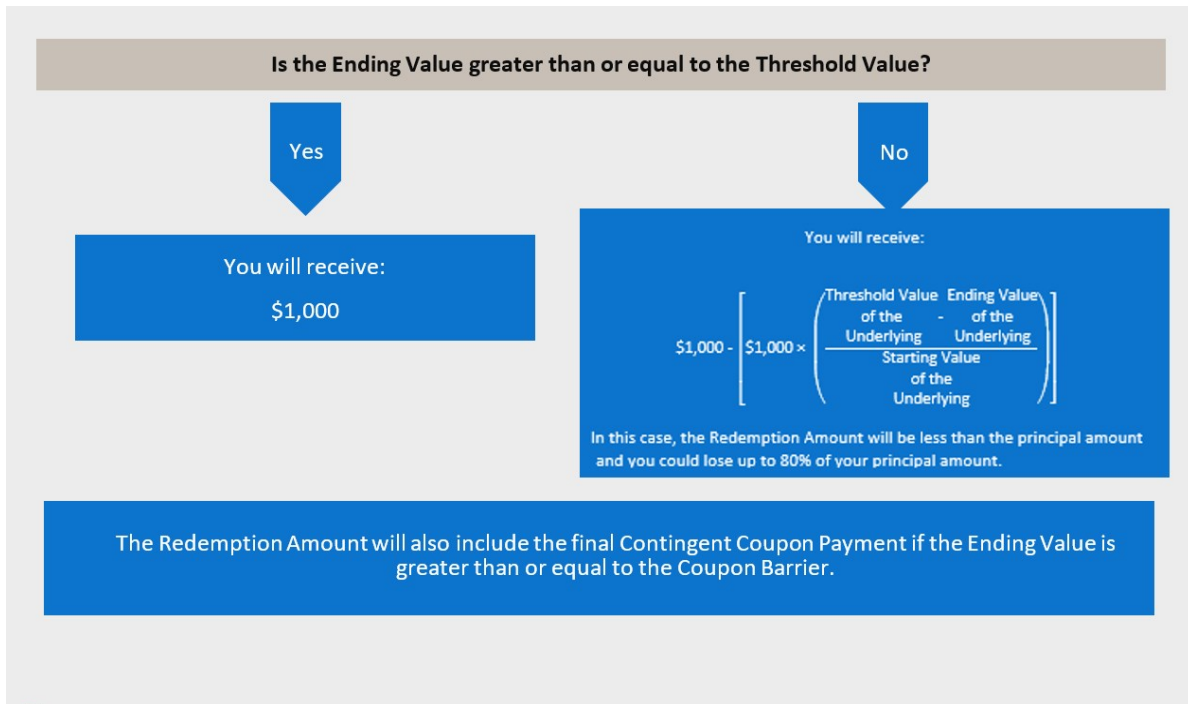 Is the Ending Value greater than or equal to the Threshold Value?
Yes
You will receive:
$1,000
No
You will receive:
$1,000 - [$1,000 × (
Threshold Value Ending Value
of the - of the
Underlying Underlying
Starting Value
of the
Underlying
)]
In this case, the Redemption Amount will be less than the principal amount
and you could lose up to 80% of your principal amount.
The Redemption Amount will also include the final Contingent Coupon Payment if the Ending Value is
greater than or equal to the Coupon Barrier.